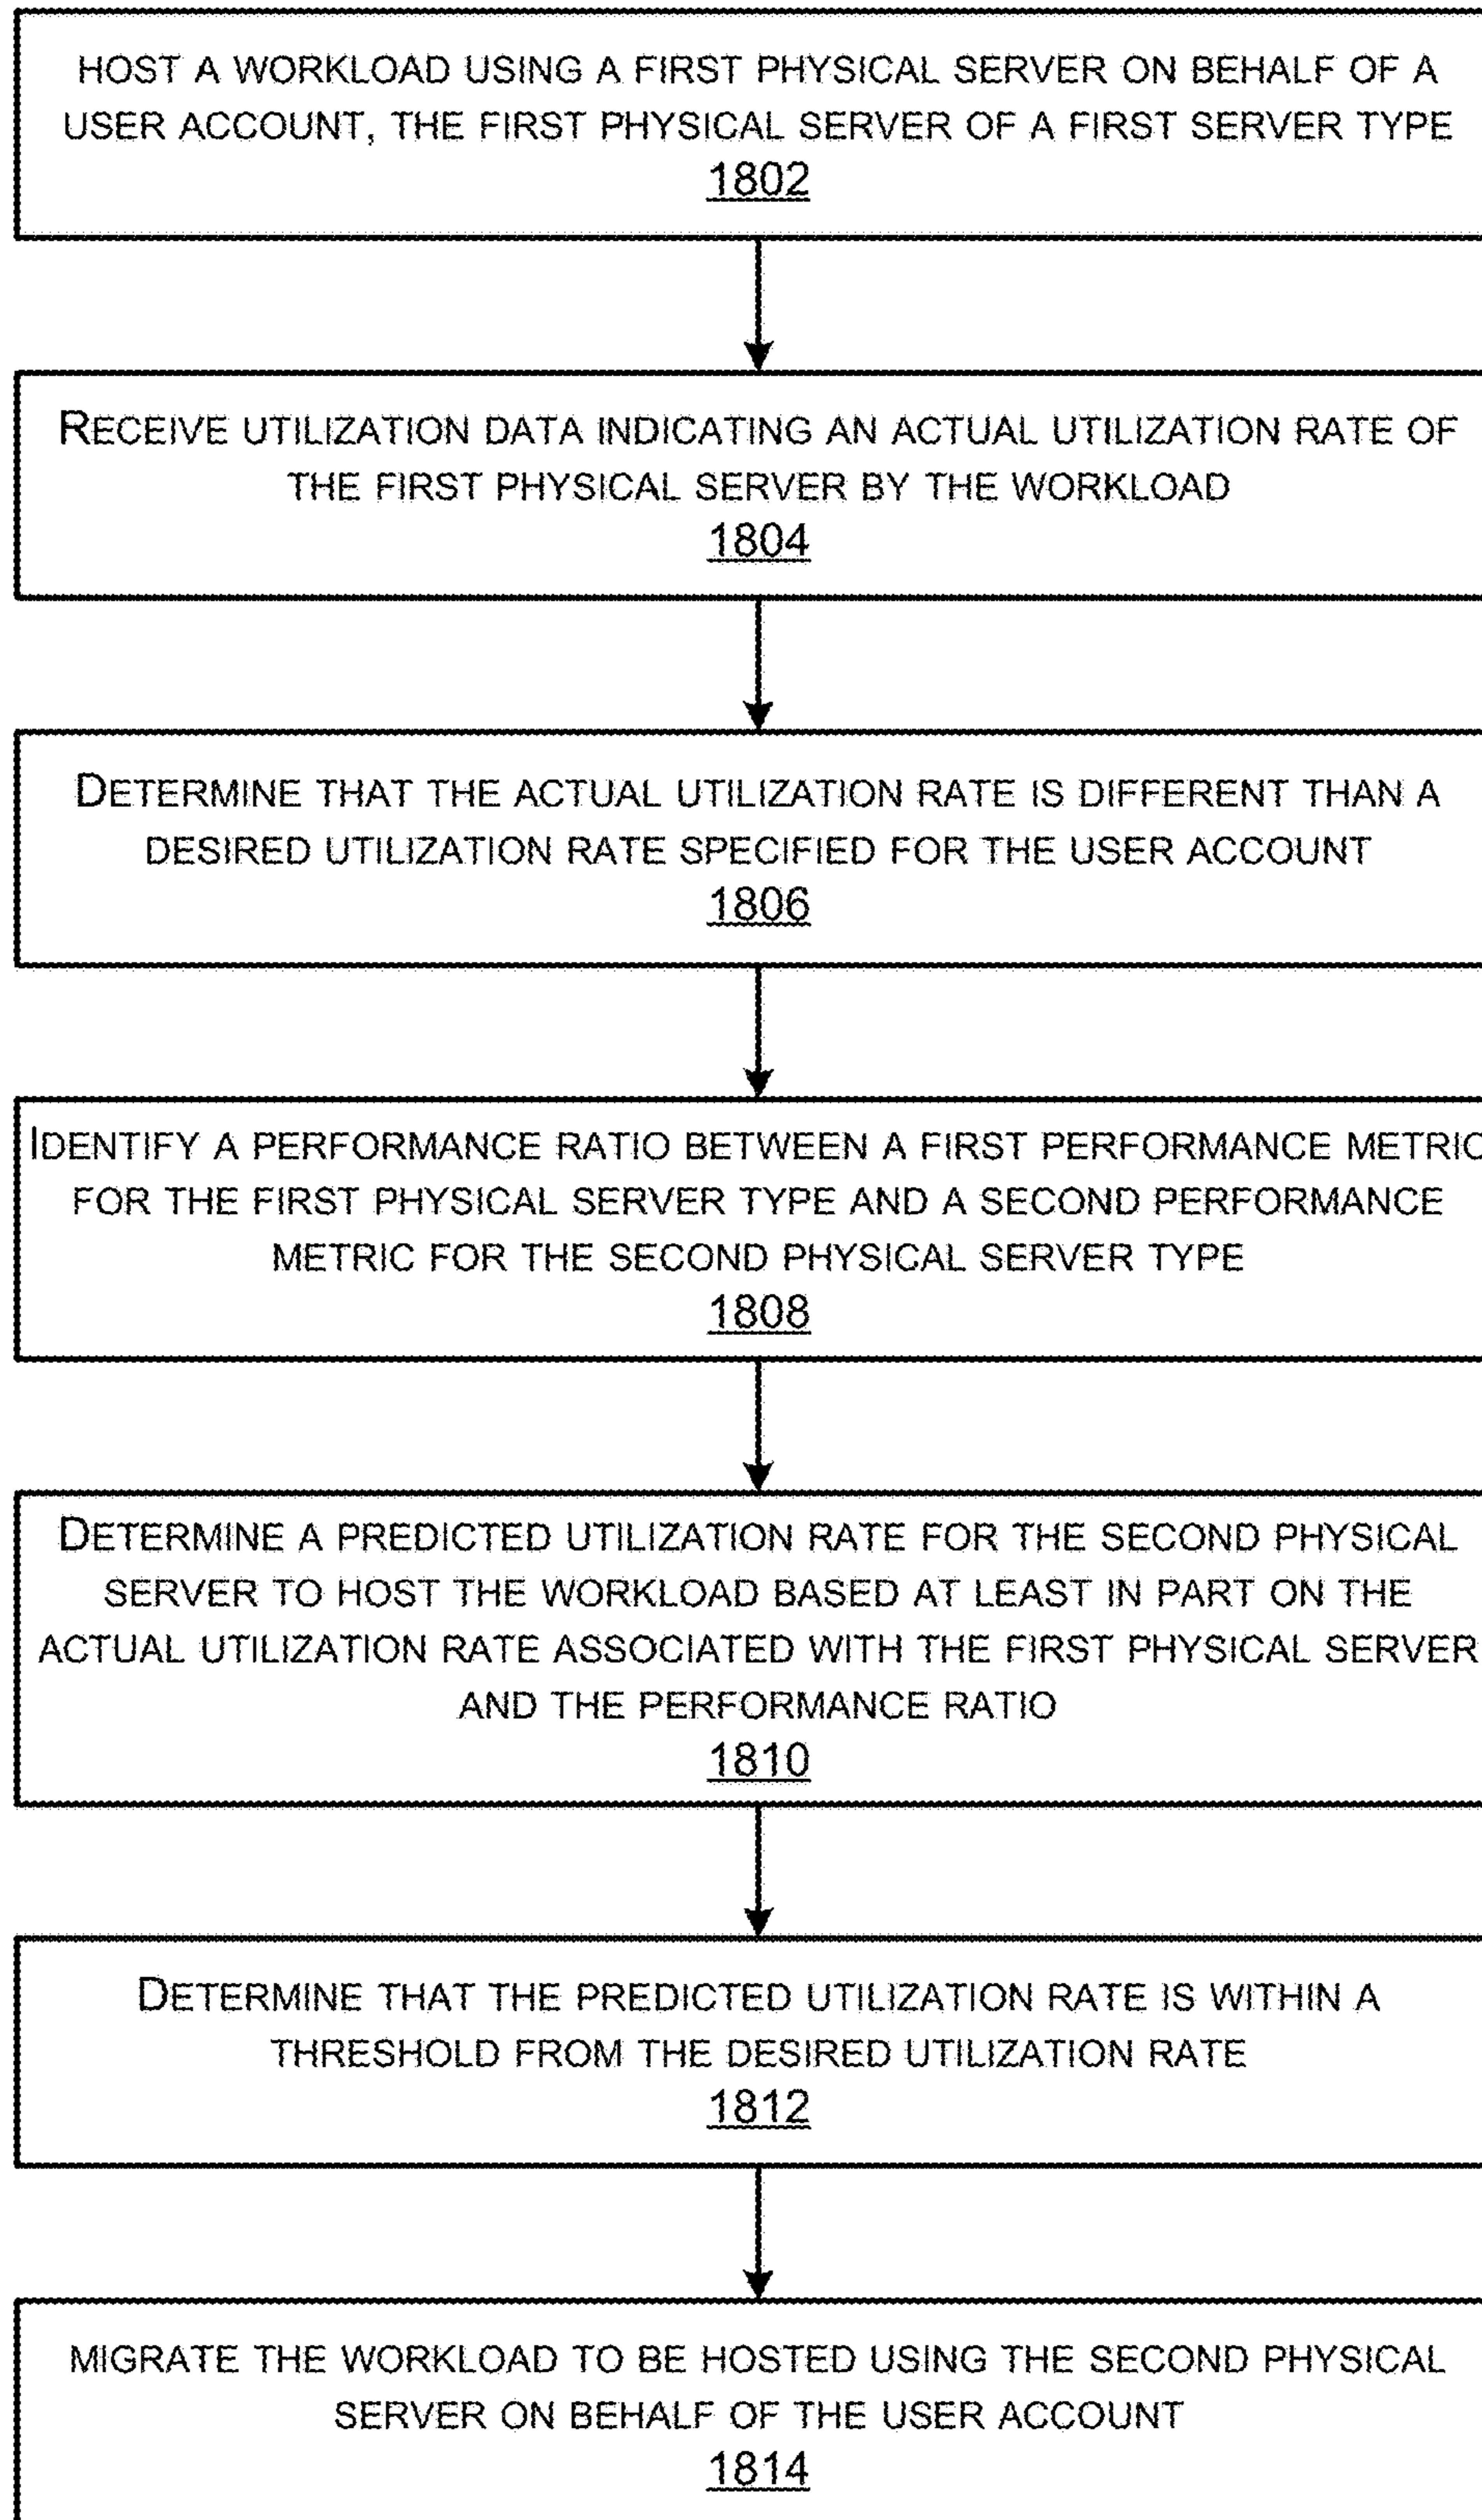 HOST A WORKLOAD USING A FIRST PHYSICAL SERVER ON BEHALF OF A
USER ACCOUNT, THE FIRST PHYSICAL SERVER OF A FIRST SERVER TYPE
1802
RECEIVE UTILIZATION DATA INDICATING AN ACTUAL UTILIZATION RATE OF
THE FIRST PHYSICAL SERVER BY THE WORKLOAD
1804
DETERMINE THAT THE ACTUAL UTILIZATION RATE IS DIFFERENT THAN A
DESIRED UTILIZATION RATE SPECIFIED FOR THE USER ACCOUNT
1806
IDENTIFY A PERFORMANCE RATIO BETWEEN A FIRST PERFORMANCE METRIC
FOR THE FIRST PHYSICAL SERVER TYPE AND A SECOND PERFORMANCE
METRIC FOR THE SECOND PHYSICAL SERVER TYPE
1808
DETERMINE A PREDICTED UTILIZATION RATE FOR THE SECOND PHYSICAL
SERVER TO HOST THE WORKLOAD BASED AT LEAST IN PART ON THE
ACTUAL UTILIZATION RATE ASSOCIATED WITH THE FIRST PHYSICAL SERVER
AND THE PERFORMANCE RATIO
1810
DETERMINE THAT THE PREDICTED UTILIZATION RATE IS WITHIN A
THRESHOLD FROM THE DESIRED UTILIZATION RATE
1812
MIGRATE THE WORKLOAD TO BE HOSTED USING THE SECOND PHYSICAL
SERVER ON BEHALF OF THE USER ACCOUNT
1814